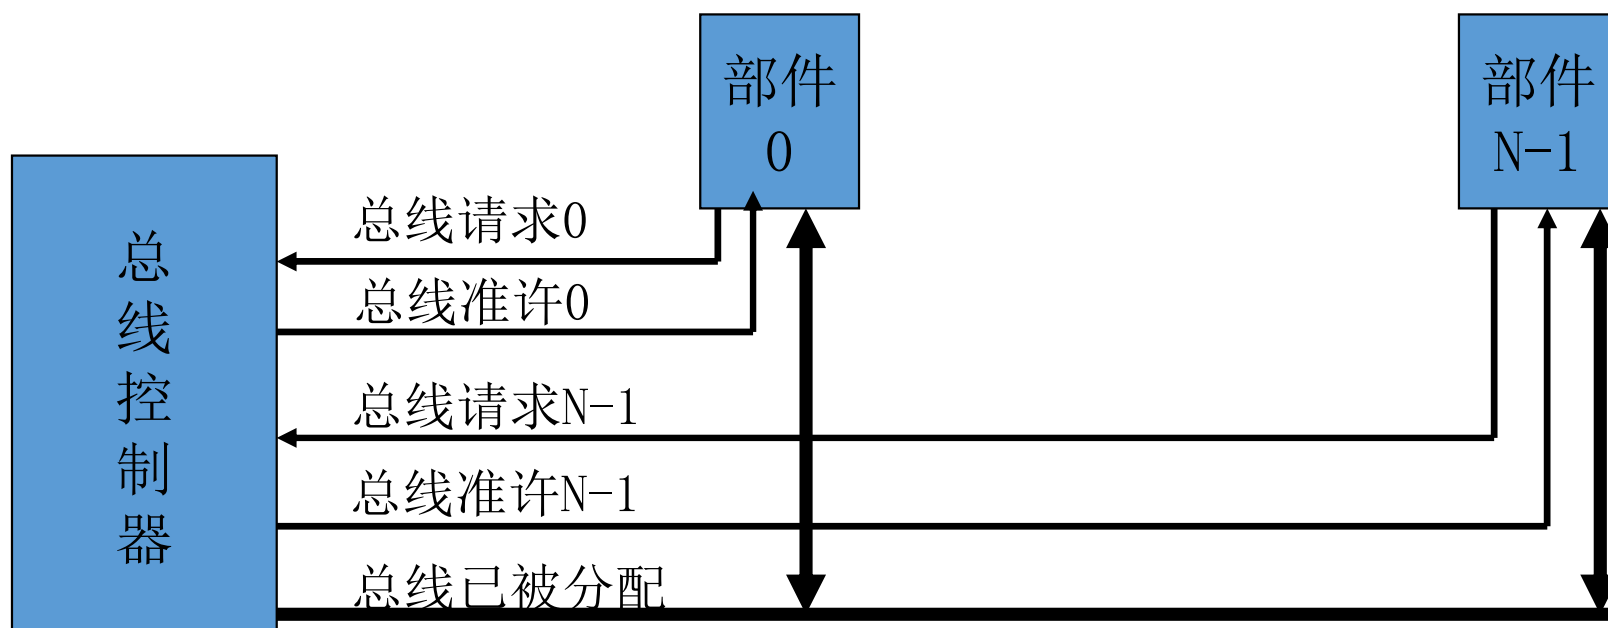 部件
0
部件
N-1
总
线
控
制
器
总线请求0
总线准许0
总线请求N-1
总线准许N-1
总线已被分配